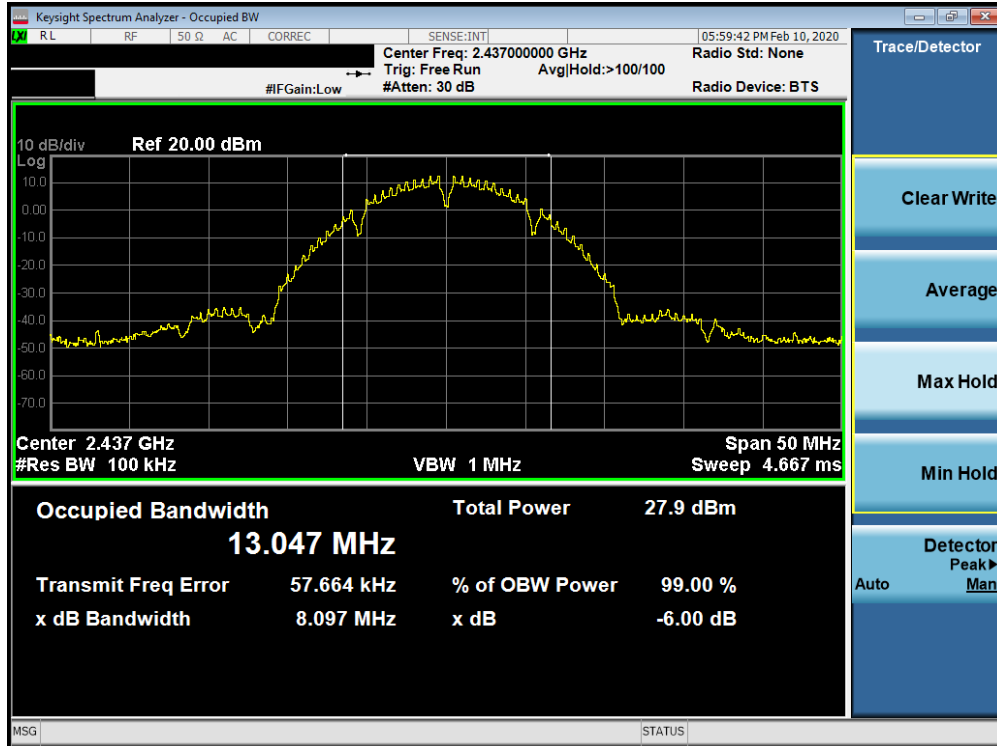 Keysight Spectrum Analyzer - Occupied BW
LXI RL RF 50 Ω AC CORREC SENSE:INT 05:59:42 PM Feb 10, 2020
Center Freq: 2.437000000 GHz Radio Std: None
Trig: Free Run Avg|Hold:>100/100
#IFGain:Low #Atten: 30 dB Radio Device: BTS
10 dB/div Ref 20.00 dBm
Log
10.0
0.00
-10.0
-20.0
-30.0
-40.0
-50.0
-60.0
-70.0
Center 2.437 GHz Span 50 MHz
#Res BW 100 kHz VBW 1 MHz Sweep 4.667 ms
Occupied Bandwidth Total Power 27.9 dBm
13.047 MHz
Transmit Freq Error 57.664 kHz % of OBW Power 99.00 %
x dB Bandwidth 8.097 MHz x dB -6.00 dB
MSG STATUS
Trace/Detector
Clear Write
Average
Max Hold
Min Hold
Detector
Peak▶
Auto Man